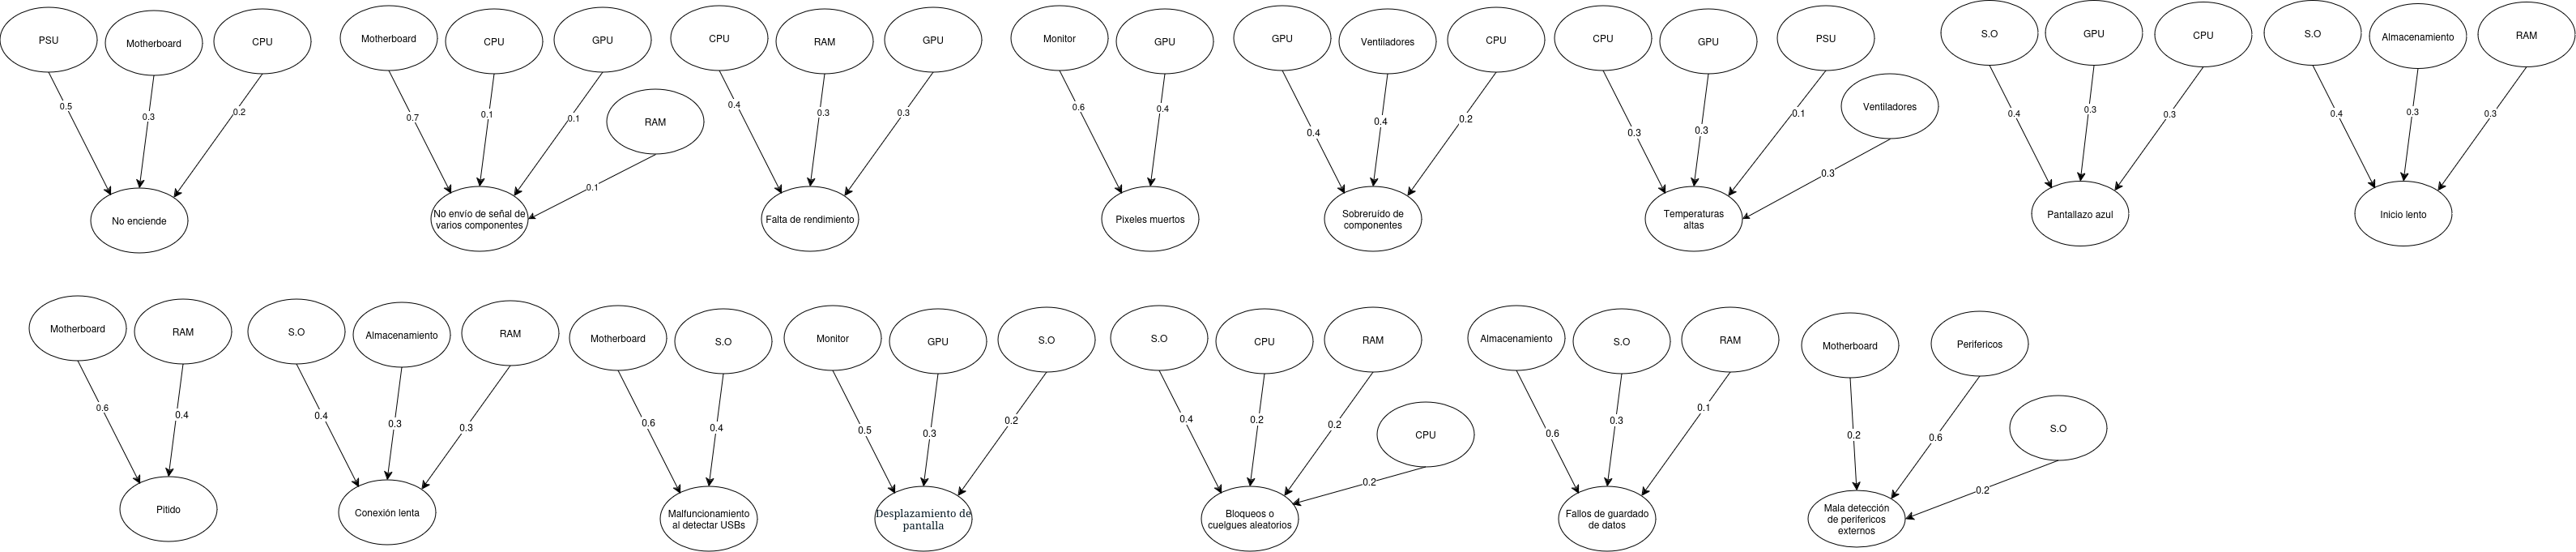 PSU
Motherboard
CPU
0.5
0.3
0.2
No enciende
Motherboard
CPU
GPU
RAM
0.7
0.1
0.1
0.1
No envío de señal de
varios componentes
CPU
RAM
GPU
0.4
0.3
0.3
Falta de rendimiento
Monitor
GPU
0.6
0.4
Pixeles muertos
GPU
Ventiladores
CPU
0.4
0.4
0.2
Sobreruido de
componentes
CPU
GPU
PSU
Ventiladores
0.3
0.3
0.1
0.3
Temperaturas
altas
S.O
GPU
CPU
0.4
0.3
0.3
Pantallazo azul
S.O
Almacenamiento
RAM
0.4
0.3
0.3
Inicio lento
Motherboard
RAM
0.6
0.4
Pitido
S.O
Almacenamiento
RAM
0.4
0.3
0.3
Conexión lenta
Motherboard
S.O
0.6
0.4
Malfuncionamiento
al detectar USBs
Monitor
GPU
S.O
0.5
0.3
0.2
Desplazamiento de
pantalla
S.O
CPU
RAM
CPU
0.4
0.2
0.2
0.2
Bloqueos o
cuelgues aleatorios
Almacenamiento
S.O
RAM
0.6
0.3
0.1
Fallos de guardado
de datos
Motherboard
Perifericos
S.O
0.2
0.6
0.2
Mala detección
de perifericos
externos